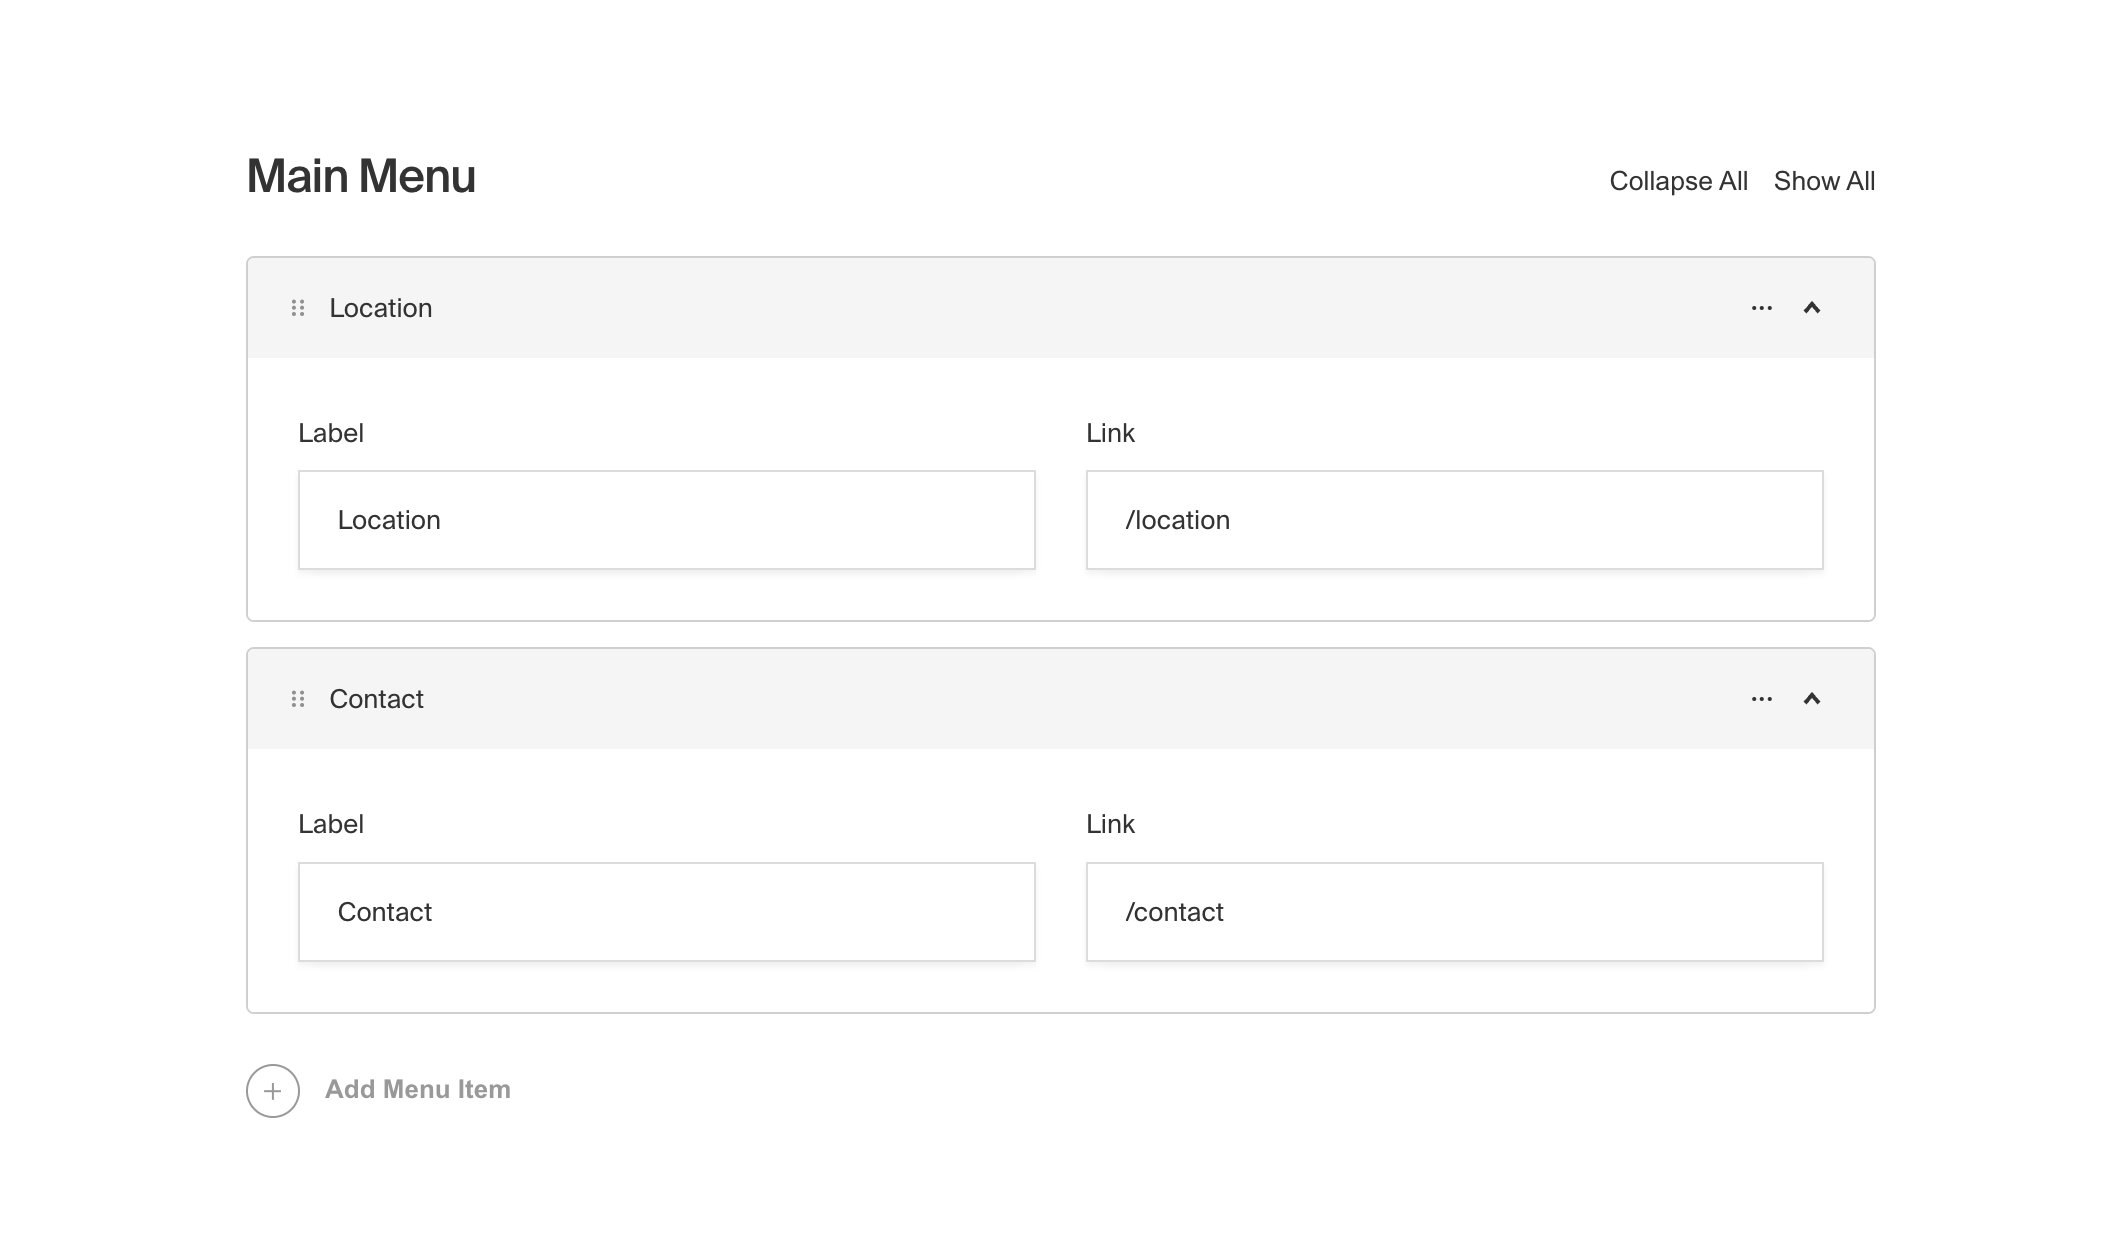 Main Menu
Collapse All Show All
Location
Label
Link
Location
/location
Contact
Label
Link
Contact
/contact
Add Menu Item